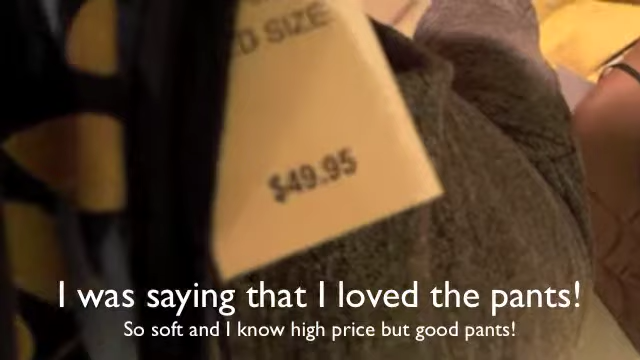 D SIZE
$49.95
I was saying that I loved the pants!
So soft and I know high price but good pants!